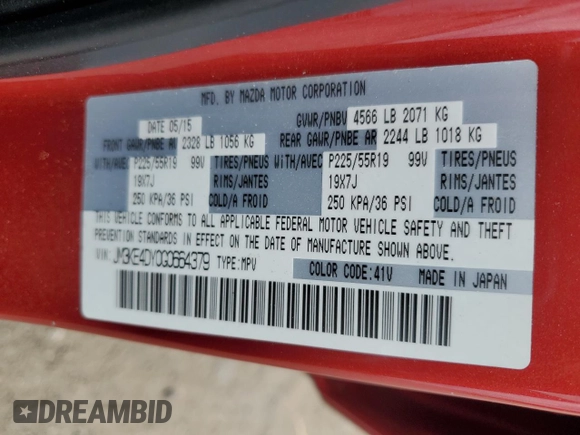 MFD. BY MAZDA MOTOR CORPORATION
DATE 05/15 GVWR/PNBV 4566 LB 2071 KG
FRONT GAWR/PNBE AV 2328 LB 1056 KG REAR GAWR/PNBE AR 2244 LB 1018 KG
WITH/AVEC P225/55R19 99V TIRES/PNEUS WITH/AVEC P225/55R19 99V TIRES/PNEUS
19X7J RIMS/JANTES 19X7J RIMS/JANTES
250 KPA/36 PSI COLD/A FROID 250 KPA/36 PSI COLD/A FROID
THIS VEHICLE CONFORMS TO ALL APPLICABLE FEDERAL MOTOR VEHICLE SAFETY AND THEFT
PREVENTION STANDARDS IN EFFECT ON THE DATE OF MANUFACTURE SHOWN ABOVE.
VIN: JM3KE4DY0G0664379 TYPE:MPV COLOR CODE:41V MADE IN JAPAN
DREAMBID